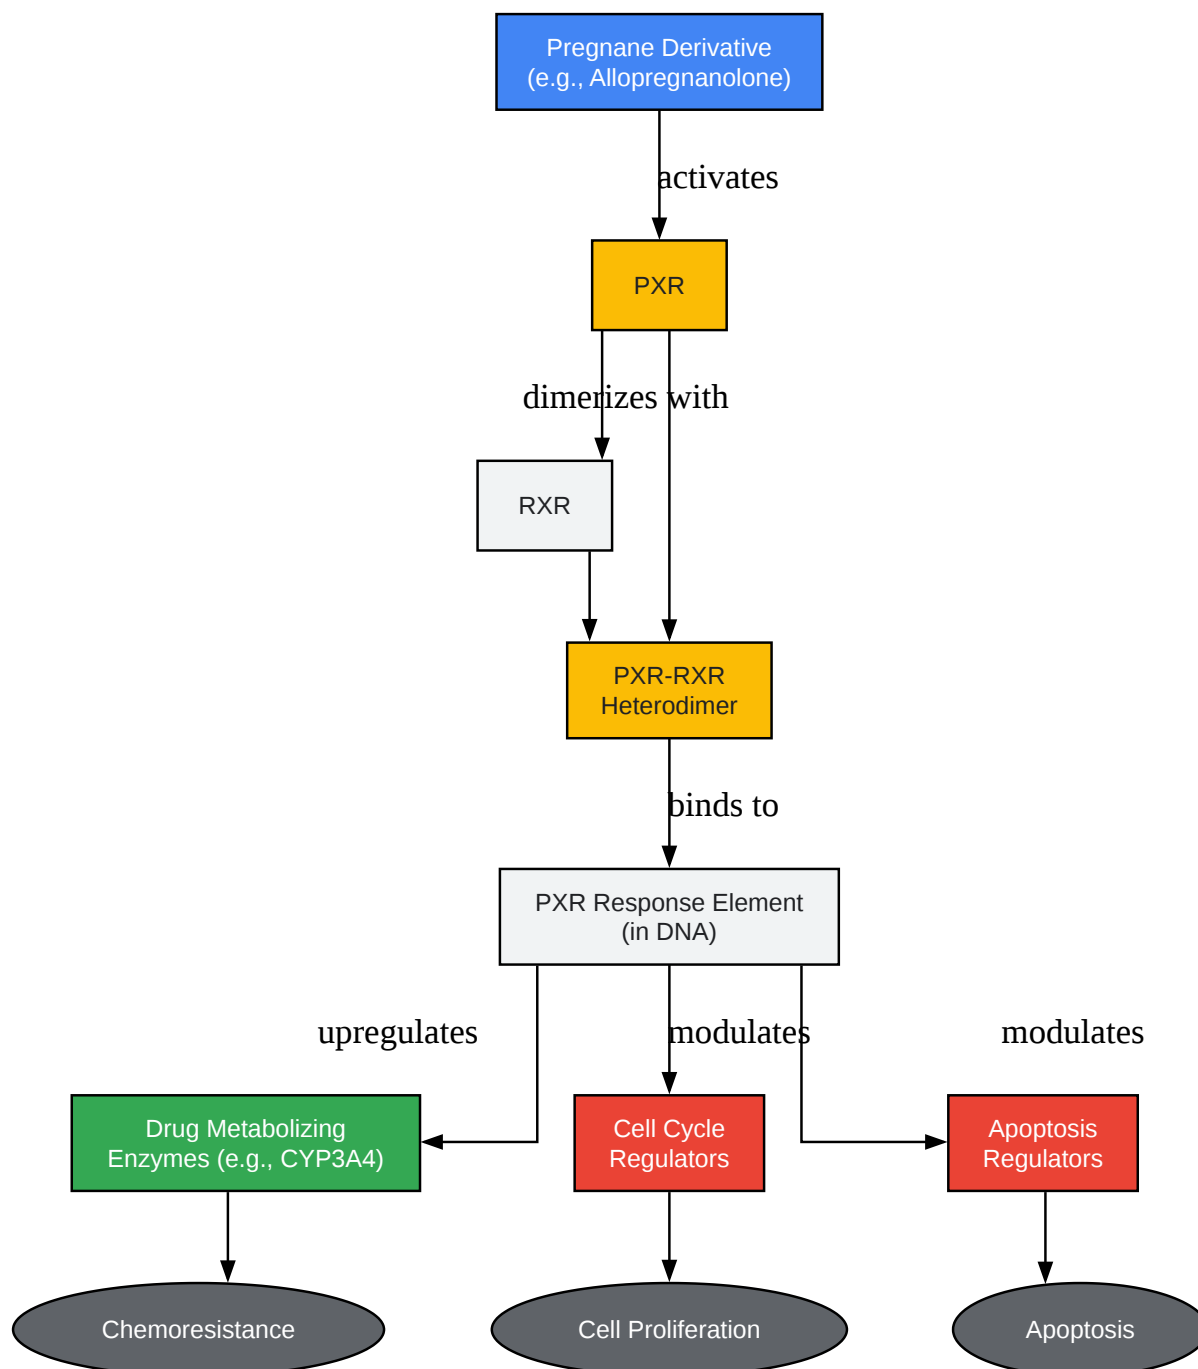 Pregnane Derivative
(e.g., Allopregnanolone)
activates
PXR
dimerizes with
RXR
PXR-RXR
Heterodimer
binds to
PXR Response Element
(in DNA)
upregulates
modulates
modulates
Drug Metabolizing
Enzymes (e.g., CYP3A4)
Cell Cycle
Regulators
Apoptosis
Regulators
Chemoresistance
Cell Proliferation
Apoptosis